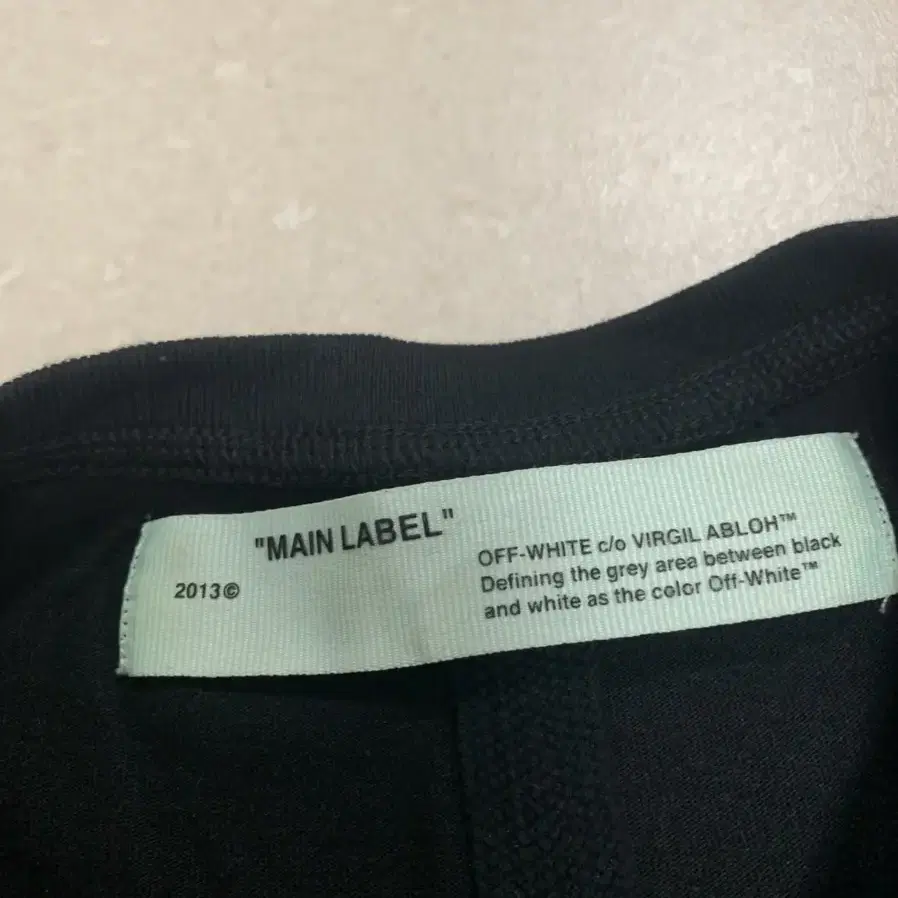 "MAIN LABEL"
2013©
OFF-WHITE c/o VIRGIL ABLOH™
Defining the grey area between black
and white as the color Off-White™